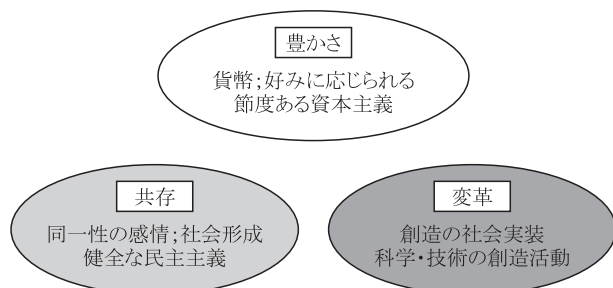 豊かさ
貨幣;好みに応じられる
節度ある資本主義
共存
同一性の感情;社会形成
健全な民主主義
変革
創造の社会実装
科学・技術の創造活動